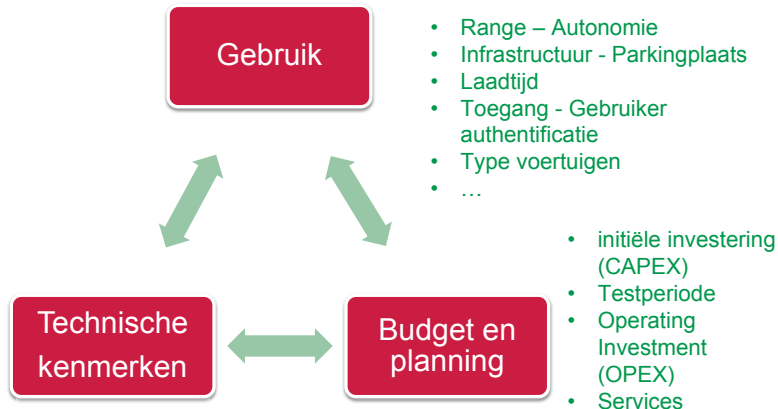 Gebruik
• Range – Autonomie
• Infrastructuur - Parkingplaats
• Laadtijd
• Toegang - Gebruiker
authentificatie
• Type voertuigen
• …
Technische
kenmerken
Budget en
planning
• initiële investering
(CAPEX)
• Testperiode
• Operating
Investment
(OPEX)
• Services